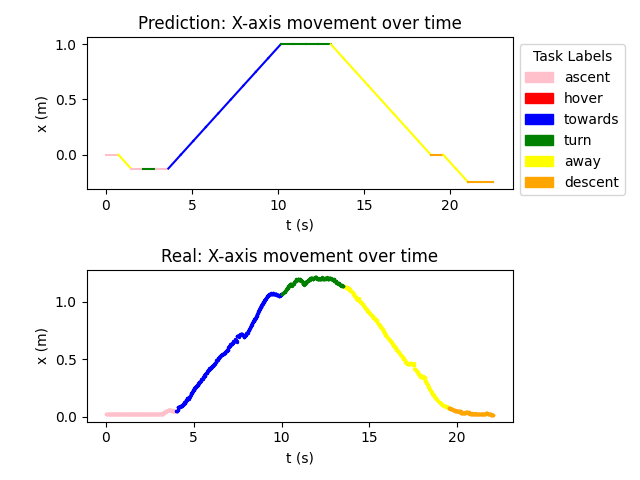 Prediction: X-axis movement over time
x (m)
1.0
0.5
0.0
0
5
10
15
20
t (s)
Task Labels
ascent
hover
towards
turn
away
descent
Real: X-axis movement over time
x (m)
1.0
0.5
0.0
0
5
10
15
20
t (s)